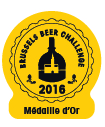 BRUSSELS BEER CHALLENGE
2016
Médaille d'Or